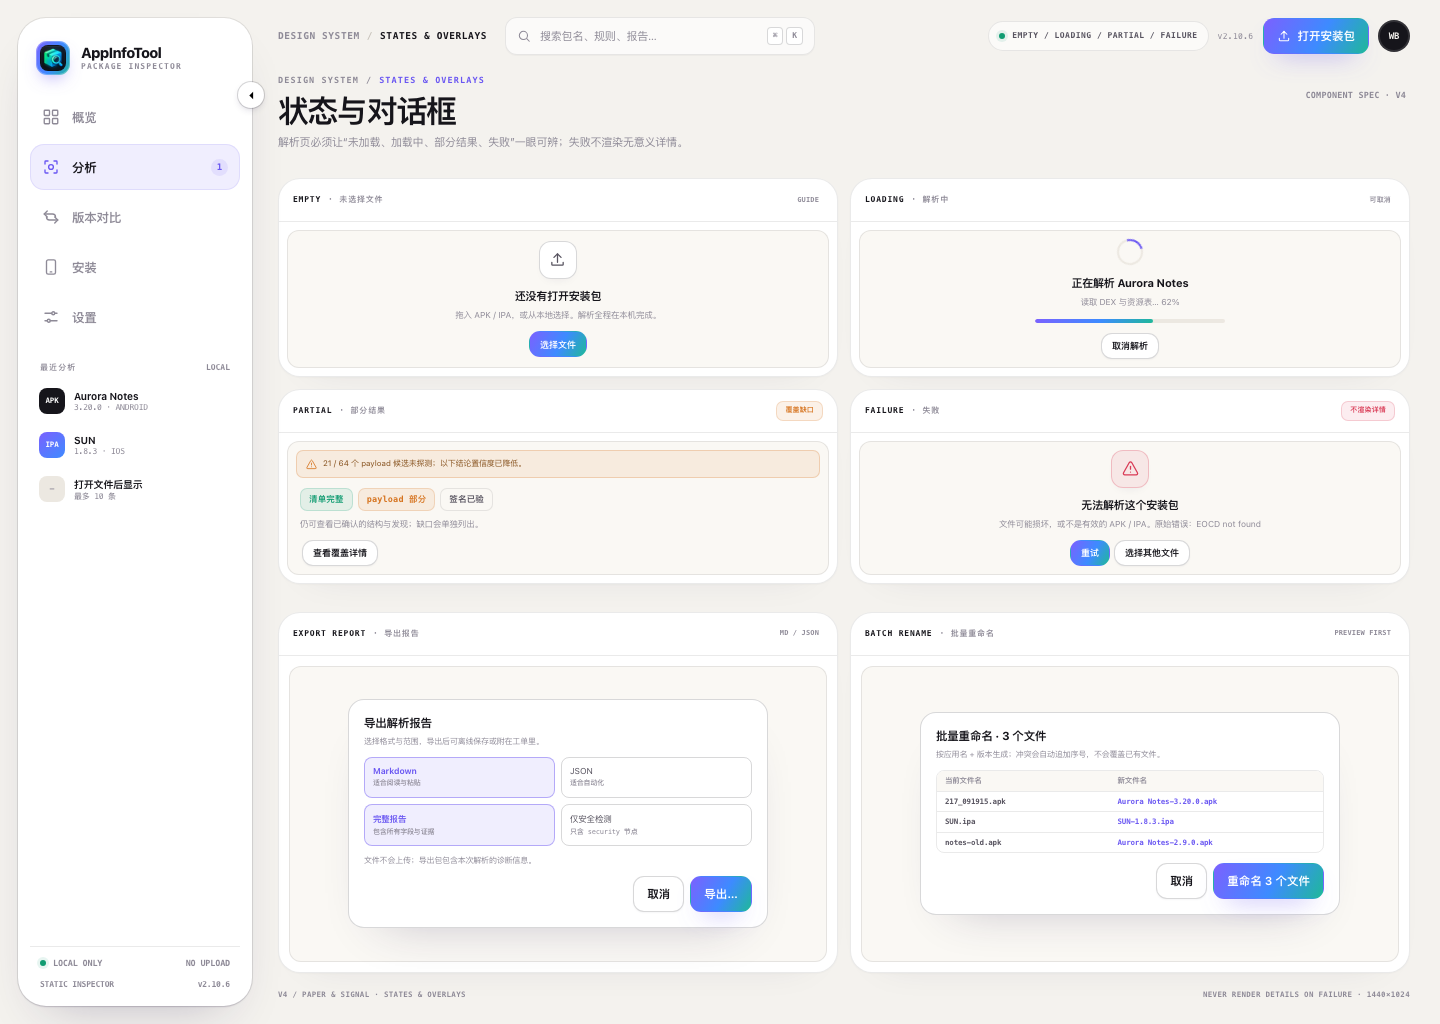 AppInfoTool
PACKAGE INSPECTOR
概览
分析
1
版本对比
安装
设置
最近分析 LOCAL
APK
Aurora Notes
3.20.0 · ANDROID
IPA
SUN
1.8.3 · IOS
打开文件后显示
最多 10 条
LOCAL ONLY NO UPLOAD
STATIC INSPECTOR v2.10.6
DESIGN SYSTEM / STATES & OVERLAYS
搜索包名、规则、报告...
⌘ K
EMPTY / LOADING / PARTIAL / FAILURE
v2.10.6
打开安装包
WB
DESIGN SYSTEM / STATES & OVERLAYS
状态与对话框
解析页必须让"未加载、加载中、部分结果、失败"一眼可辨；失败不渲染无意义详情。
COMPONENT SPEC · V4
EMPTY · 未选择文件 GUIDE
还没有打开安装包
拖入 APK / IPA，或从本地选择。解析全程在本机完成。
选择文件
LOADING · 解析中 可取消
正在解析 Aurora Notes
读取 DEX 与资源表... 62%
取消解析
PARTIAL · 部分结果 覆盖缺口
21 / 64 个 payload 候选未探测；以下结论置信度已降低。
清单完整 payload 部分 签名已验
仍可查看已确认的结构与发现；缺口会单独列出。
查看覆盖详情
FAILURE · 失败 不渲染详情
无法解析这个安装包
文件可能损坏，或不是有效的 APK / IPA。原始错误：EOCD not found
重试 选择其他文件
EXPORT REPORT · 导出报告 MD / JSON
导出解析报告
选择格式与范围，导出后可离线保存或附在工单里。
Markdown
适合阅读与粘贴
JSON
适合自动化
完整报告
包含所有字段与证据
仅安全检测
只含 security 节点
文件不会上传；导出包包含本次解析的诊断信息。
取消 导出...
BATCH RENAME · 批量重命名 PREVIEW FIRST
批量重命名 · 3 个文件
按应用名 + 版本生成；冲突会自动追加序号，不会覆盖已有文件。
当前文件名 新文件名
217_091915.apk Aurora Notes-3.20.0.apk
SUN.ipa SUN-1.8.3.ipa
notes-old.apk Aurora Notes-2.9.0.apk
取消 重命名 3 个文件
V4 / PAPER & SIGNAL · STATES & OVERLAYS
NEVER RENDER DETAILS ON FAILURE · 1440×1024